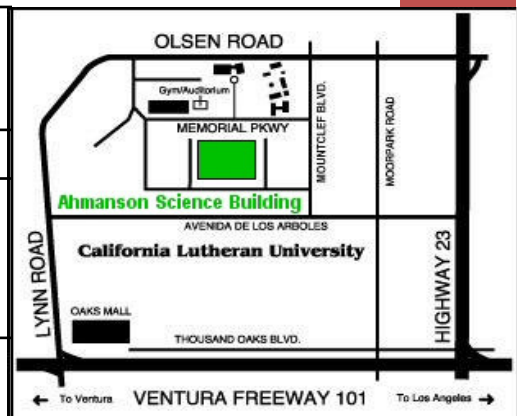 OLSEN ROAD
Gym/Auditorium
MEMORIAL PKWY
MOUNTCLEF BLVD.
MOORPARK ROAD
Ahmanson Science Building
AVENIDA DE LOS ARBOLES
California Lutheran University
LYNN ROAD
HIGHWAY 23
OAKS MALL
THOUSAND OAKS BLVD.
To Ventura
VENTURA FREEWAY 101
To Los Angeles